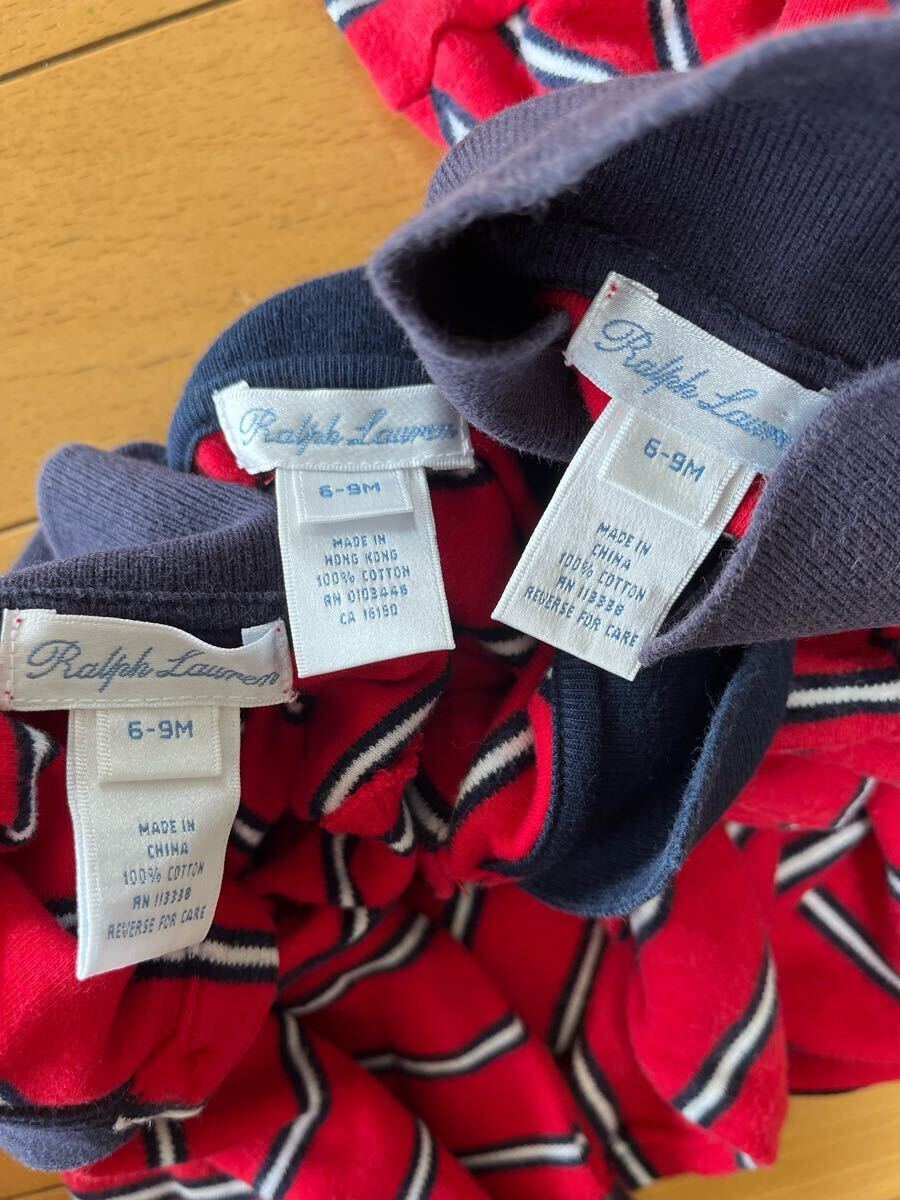 Ralph Lauren
6-9M
MADE IN
CHINA
100% COTTON
RN 113338
REVERSE FOR CARE
Ralph Lauren
6-9M
MADE IN
HONG KONG
100% COTTON
RN 0103448
CA 16190
Ralph Lauren
6-9M
MADE IN
CHINA
100% COTTON
RN 113338
REVERSE FOR CARE